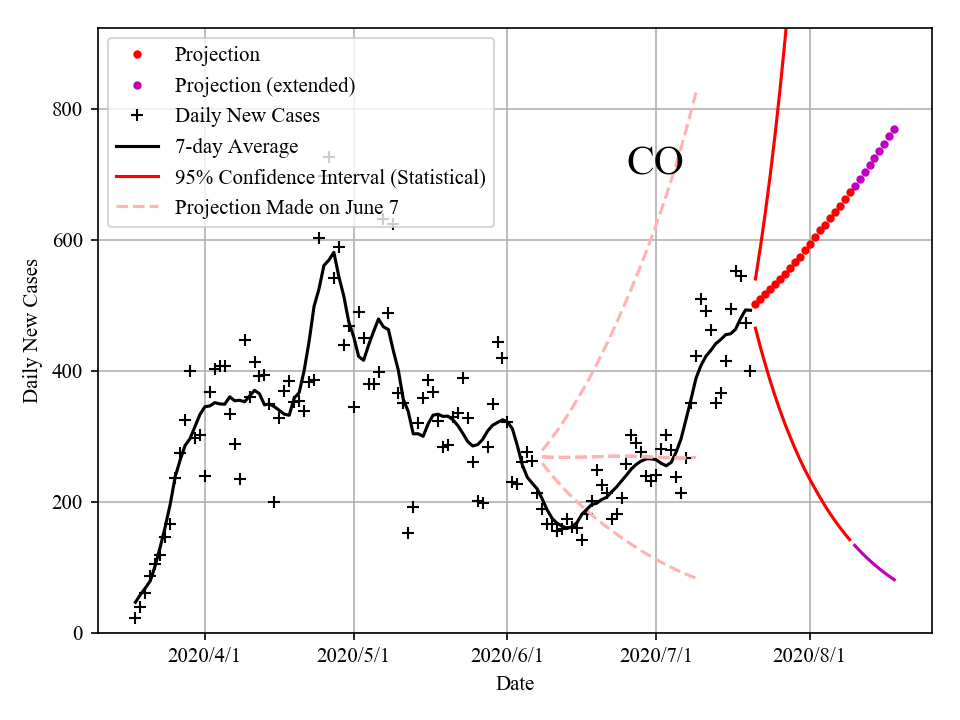 Projection
Projection (extended)
Daily New Cases
7-day Average
95% Confidence Interval (Statistical)
Projection Made on June 7
CO
800
600
400
200
0
Daily New Cases
2020/4/1
2020/5/1
2020/6/1
2020/7/1
2020/8/1
Date